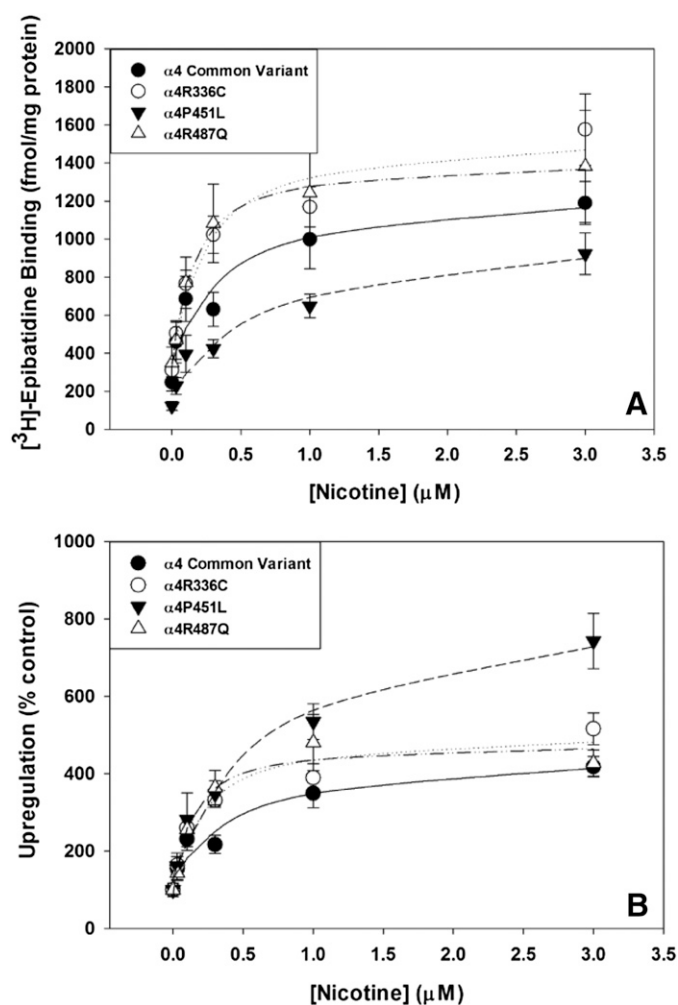 2000
1800
1600
1400
1200
1000
800
600
400
200
0
[³H]-Epibatidine Binding (fmol/mg protein)
α4 Common Variant
α4R336C
α4P451L
α4R487Q
A
0.0 0.5 1.0 1.5 2.0 2.5 3.0 3.5
[Nicotine] (μM)
1000
800
600
400
200
0
Upregulation (% control)
α4 Common Variant
α4R336C
α4P451L
α4R487Q
B
0.0 0.5 1.0 1.5 2.0 2.5 3.0 3.5
[Nicotine] (μM)